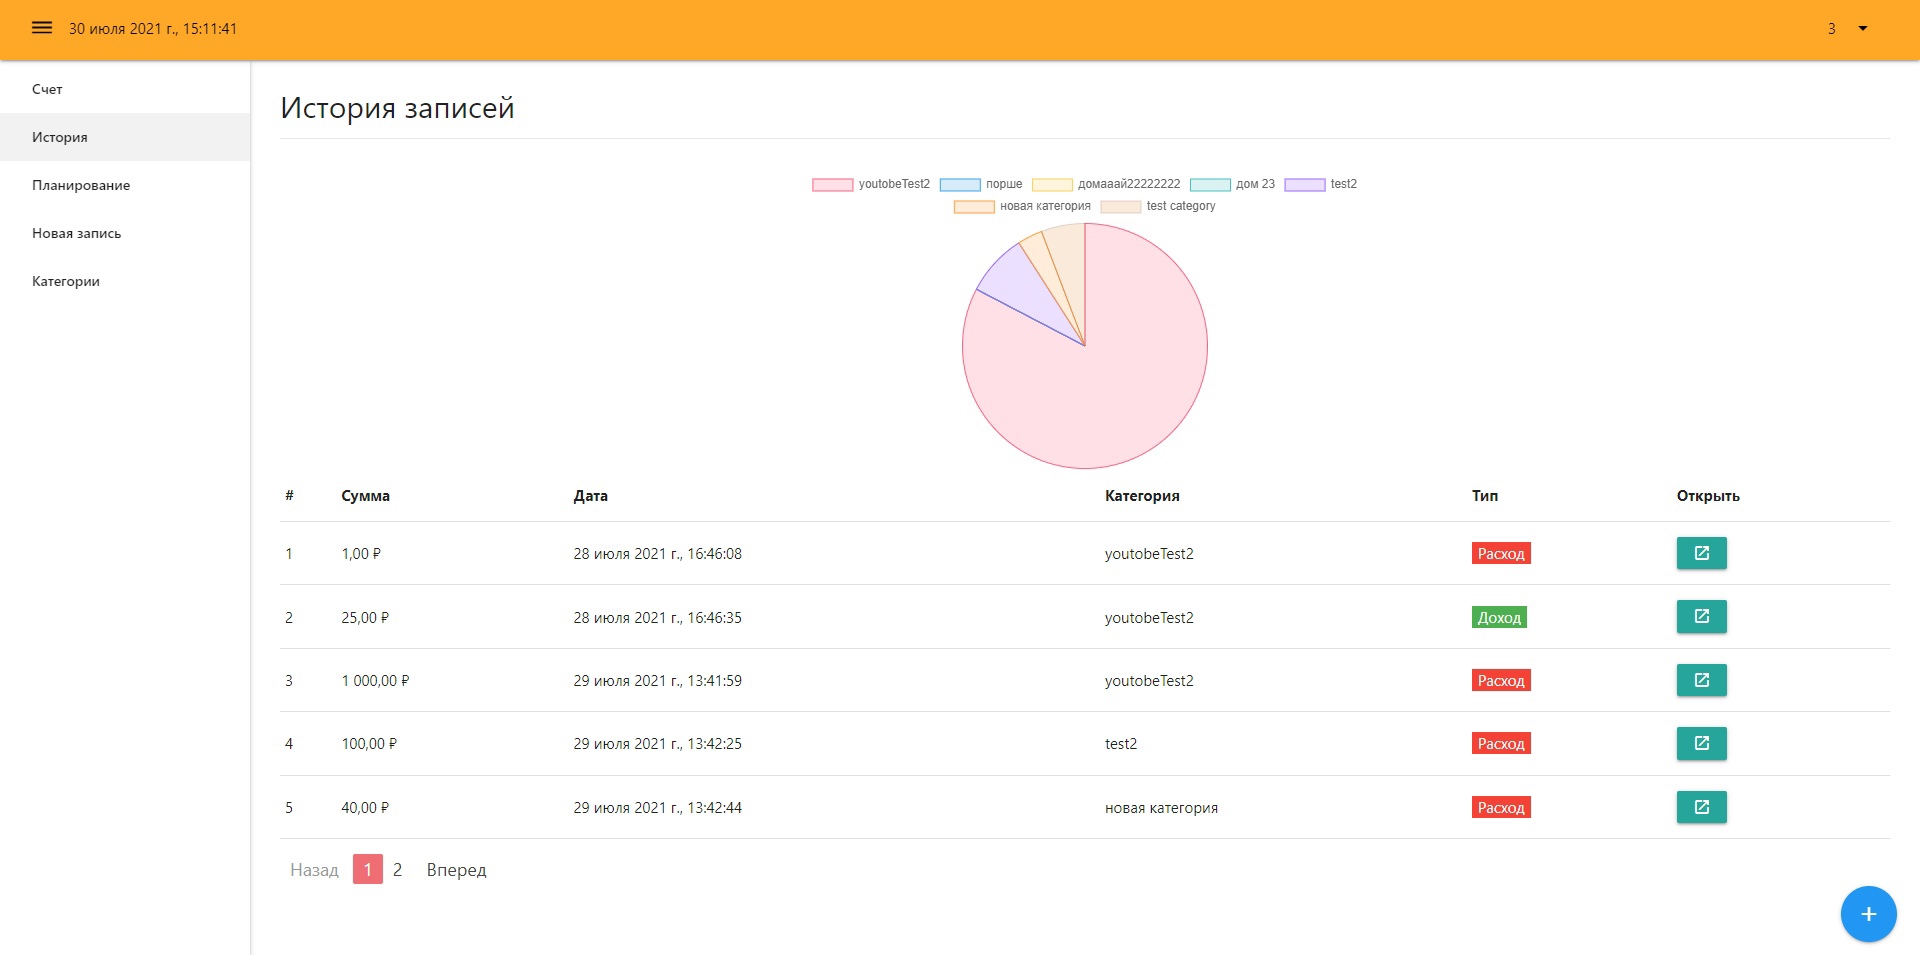 30 июля 2021 г., 15:11:41
3
Счет
История
Планирование
Новая запись
Категории
История записей
youtobeTest2 порше домааай22222222 дом 23 test2
новая категория test category
# Сумма Дата Категория Тип Открыть
1 1,00 ₽ 28 июля 2021 г., 16:46:08 youtobeTest2 Расход
2 25,00 ₽ 28 июля 2021 г., 16:46:35 youtobeTest2 Доход
3 1 000,00 ₽ 29 июля 2021 г., 13:41:59 youtobeTest2 Расход
4 100,00 ₽ 29 июля 2021 г., 13:42:25 test2 Расход
5 40,00 ₽ 29 июля 2021 г., 13:42:44 новая категория Расход
Назад 1 2 Вперед